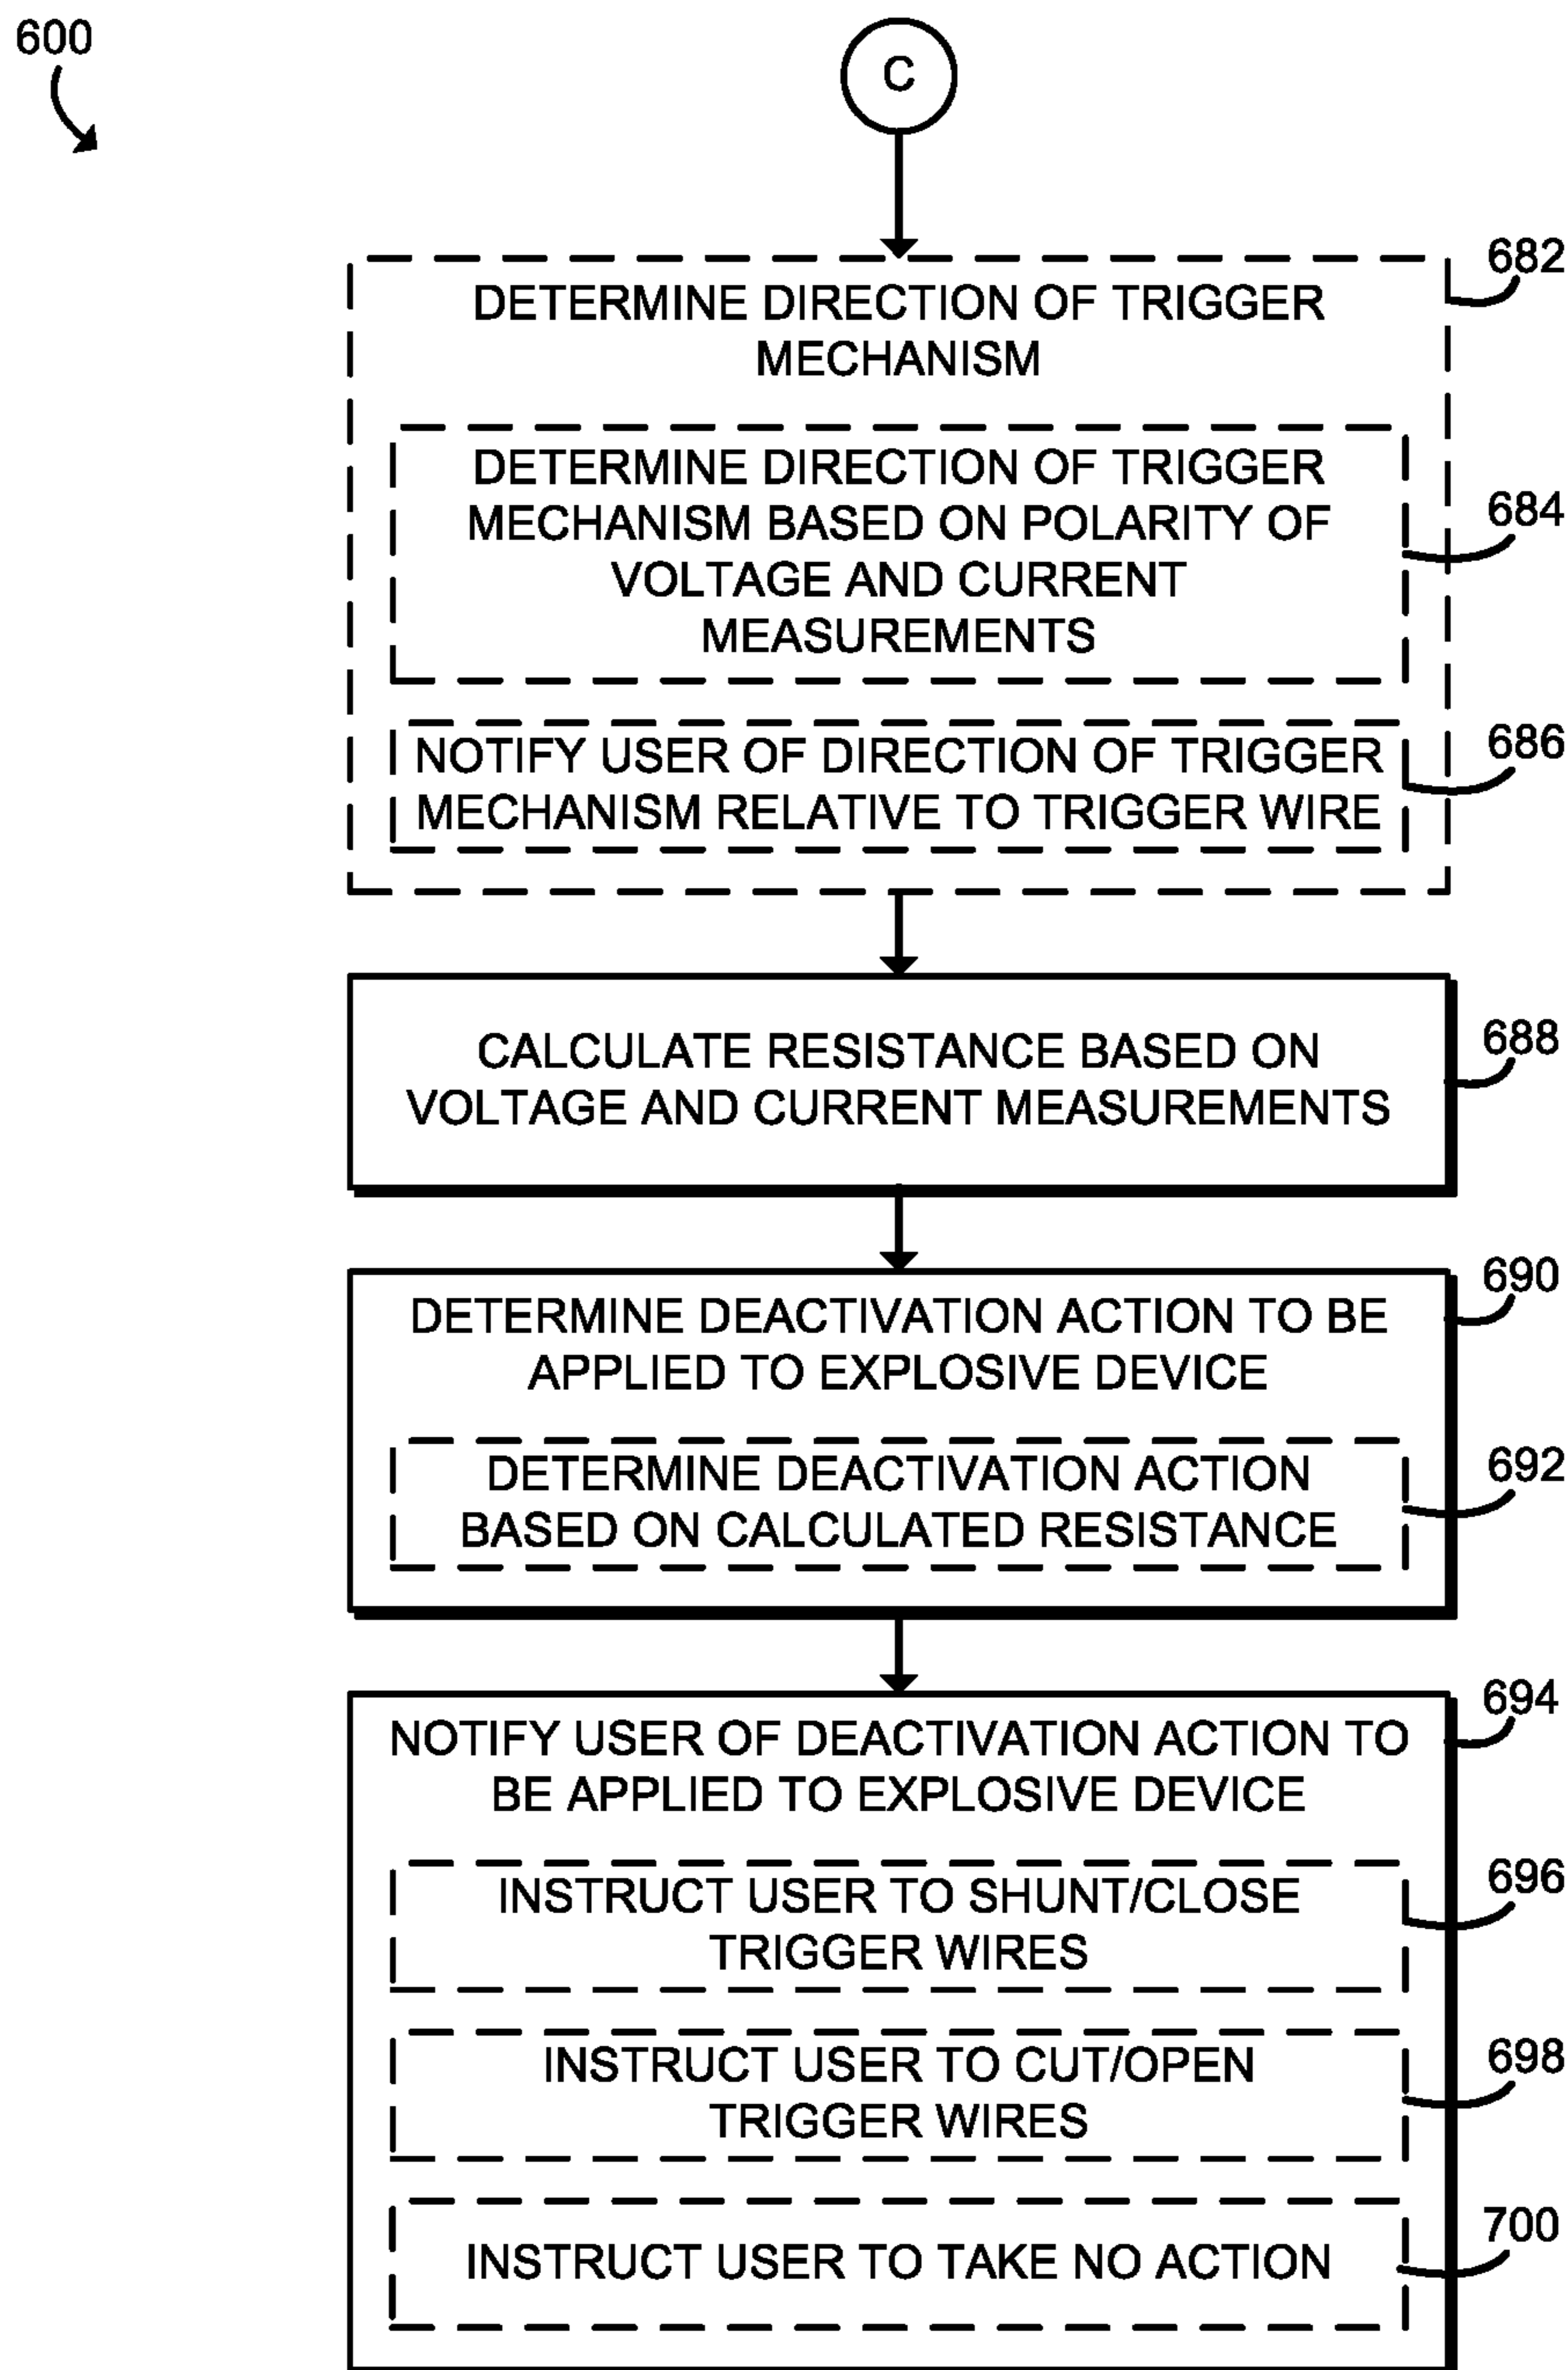 600
C
682
DETERMINE DIRECTION OF TRIGGER
MECHANISM
DETERMINE DIRECTION OF TRIGGER
MECHANISM BASED ON POLARITY OF
VOLTAGE AND CURRENT
MEASUREMENTS
684
NOTIFY USER OF DIRECTION OF TRIGGER
MECHANISM RELATIVE TO TRIGGER WIRE
686
CALCULATE RESISTANCE BASED ON
VOLTAGE AND CURRENT MEASUREMENTS
688
DETERMINE DEACTIVATION ACTION TO BE
APPLIED TO EXPLOSIVE DEVICE
690
DETERMINE DEACTIVATION ACTION
BASED ON CALCULATED RESISTANCE
692
NOTIFY USER OF DEACTIVATION ACTION TO
BE APPLIED TO EXPLOSIVE DEVICE
694
INSTRUCT USER TO SHUNT/CLOSE
TRIGGER WIRES
696
INSTRUCT USER TO CUT/OPEN
TRIGGER WIRES
698
INSTRUCT USER TO TAKE NO ACTION
700